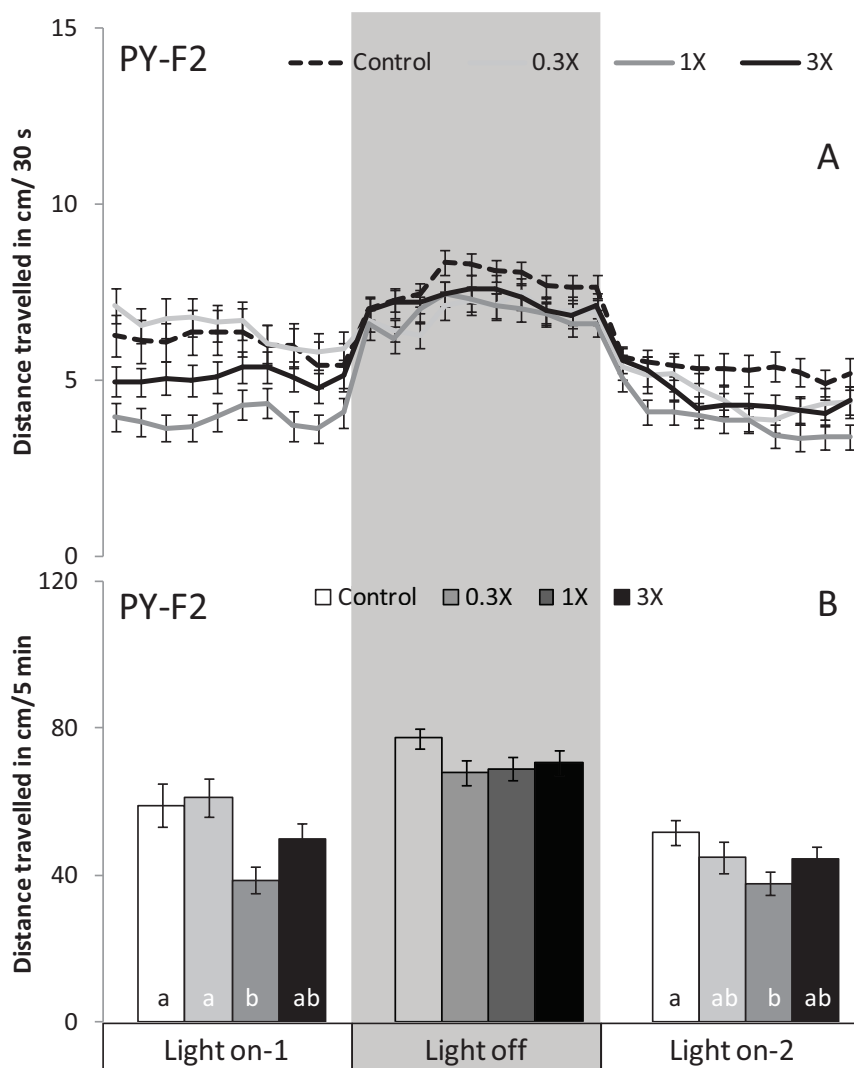 15
PY-F2
Control 0.3X 1X 3X
A
10
5
0
Distance travelled in cm/ 30 s
120
PY-F2
Control 0.3X 1X 3X
B
80
40
0
Distance travelled in cm/5 min
a a b ab
a ab b ab
Light on-1 Light off Light on-2